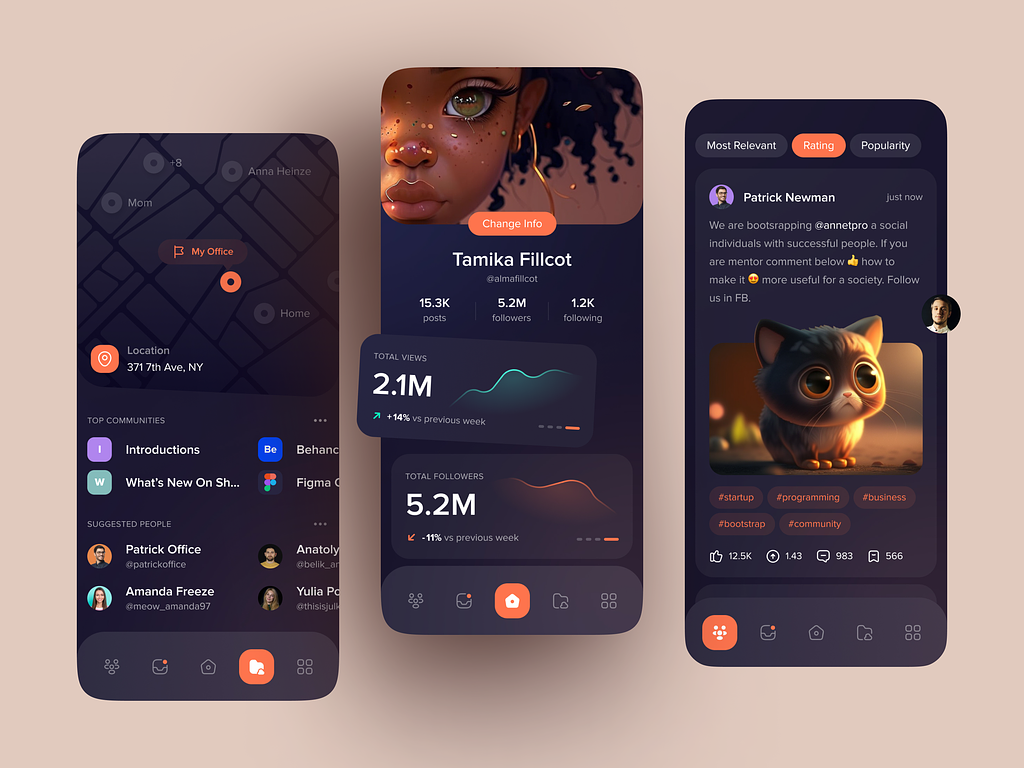 +8
Anna Heinze
Mom
My Office
Home
Location
371 7th Ave, NY
TOP COMMUNITIES
I Introductions
Be Behanc
W What's New On Sh...
Figma
SUGGESTED PEOPLE
Patrick Office
@patrickoffice
Anatoly
@belik_an
Amanda Freeze
@meow_amanda97
Yulia Po
@thisisjulk
Change Info
Tamika Fillcot
@almafillcot
15.3K
posts
5.2M
followers
1.2K
following
TOTAL VIEWS
2.1M
+14% vs previous week
TOTAL FOLLOWERS
5.2M
-11% vs previous week
Most Relevant
Rating
Popularity
Patrick Newman
just now
We are bootsrapping @annetpro a social
individuals with successful people. If you
are mentor comment below 👍 how to
make it 😍 more useful for a society. Follow
us in FB.
#startup
#programming
#business
#bootstrap
#community
12.5K
1.43
983
566